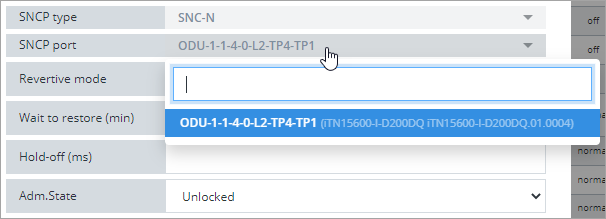 SNCP type SNC-N off
SNCP port ODU-1-1-4-0-L2-TP4-TP1 off
Revertive mode
ODU-1-1-4-0-L2-TP4-TP1 (iTN15600-I-D200DQ iTN15600-I-D200DQ.01.0004)
Wait to restore (min)
Hold-off (ms) norma
Adm.State Unlocked norma
norma